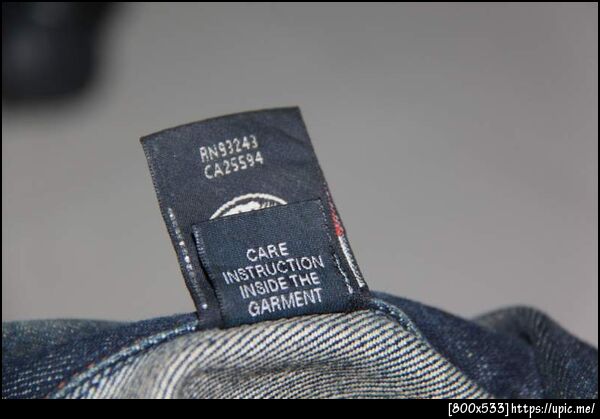 RN93243
CA25594
CARE
INSTRUCTION
INSIDE THE
GARMENT
[800x533]https://upic.me/